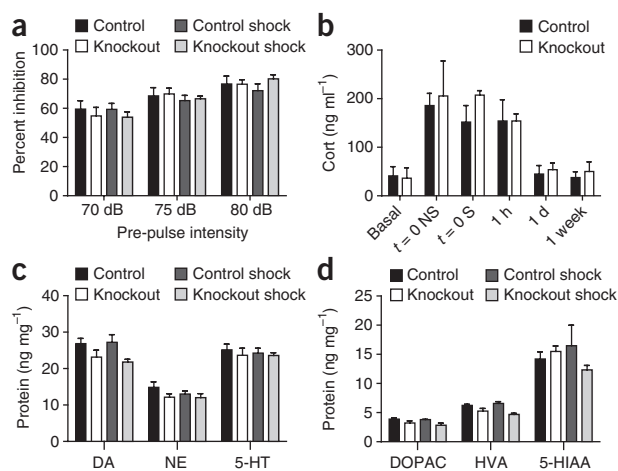 a
Control
Control shock
Knockout
Knockout shock
Percent inhibition
100
80
60
40
20
0
70 dB
75 dB
80 dB
Pre-pulse intensity
b
Control
Knockout
Cort (ng ml⁻¹)
300
200
100
0
Basal
t = 0 NS
t = 0 S
1 h
1 d
1 week
c
Control
Control shock
Knockout
Knockout shock
Protein (ng mg⁻¹)
40
30
20
10
0
DA
NE
5-HT
d
Control
Control shock
Knockout
Knockout shock
Protein (ng mg⁻¹)
25
20
15
10
5
0
DOPAC
HVA
5-HIAA